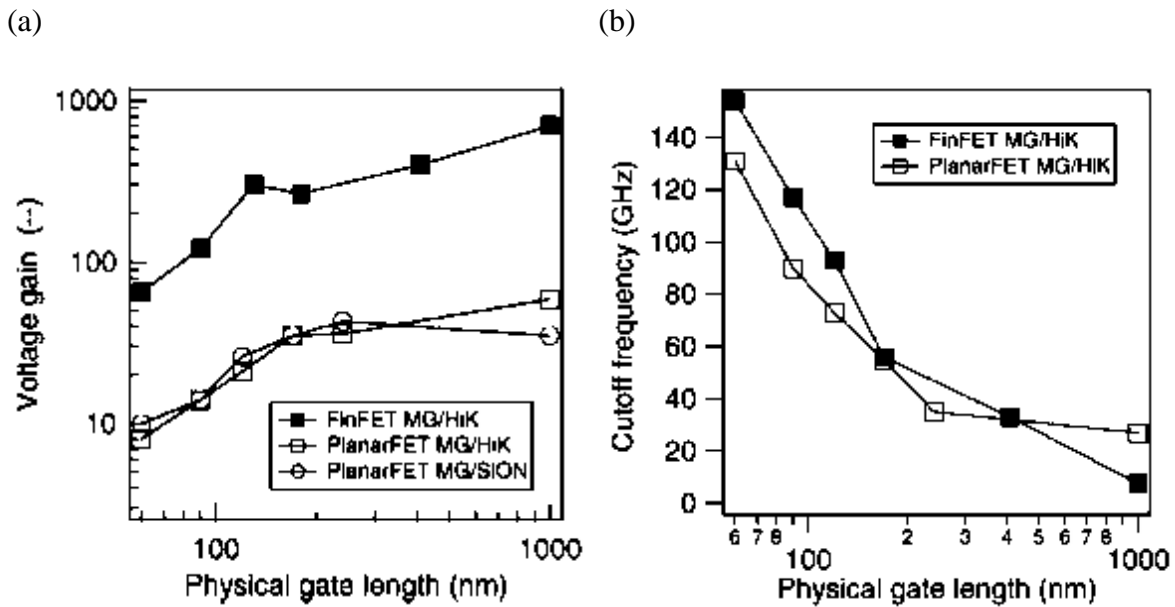 (a)
(b)
1000
100
10
Voltage gain (--)
FinFET MG/HiK
PlanarFET MG/HiK
PlanarFET MG/SiON
100
1000
Physical gate length (nm)
140
120
100
80
60
40
20
0
Cutoff frequency (GHz)
FinFET MG/HiK
PlanarFET MG/HiK
6 7 8 2 3 4 5 6 7 8
100
1000
Physical gate length (nm)